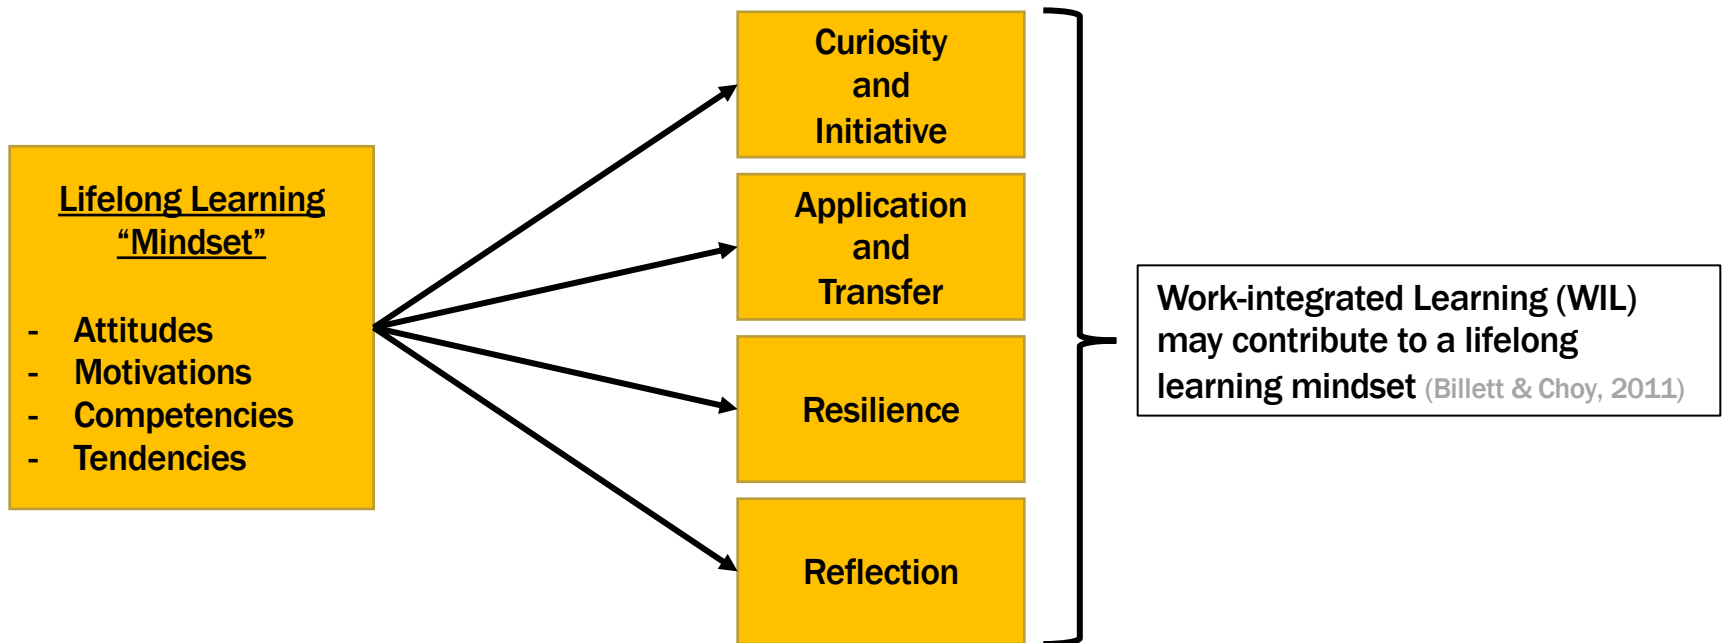 Lifelong Learning
“Mindset”
- Attitudes
- Motivations
- Competencies
- Tendencies
Curiosity
and
Initiative
Application
and
Transfer
Resilience
Reflection
Work-integrated Learning (WIL)
may contribute to a lifelong
learning mindset (Billett & Choy, 2011)